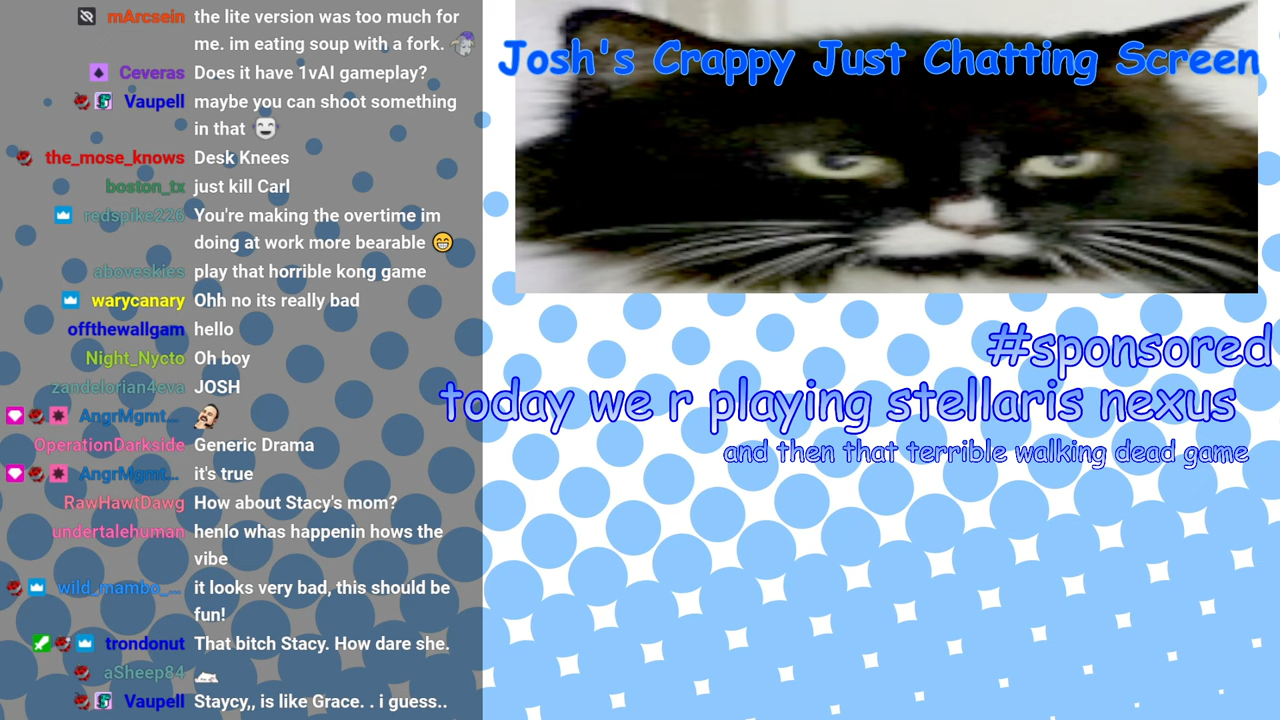 mArcsein the lite version was too much for
me. im eating soup with a fork.
Ceveras Does it have 1vAI gameplay?
Vaupell maybe you can shoot something
in that
the_mose_knows Desk Knees
boston_tx just kill Carl
redspike226 You're making the overtime im
doing at work more bearable
aboveskies play that horrible kong game
warycanary Ohh no its really bad
offthewallgam hello
Night_Nycto Oh boy
zandelorian4eva JOSH
AngrMgmt...
OperationDarkside Generic Drama
AngrMgmt... it's true
RawHawtDawg How about Stacy's mom?
undertalehuman henlo whas happenin hows the
vibe
wild_mambo_... it looks very bad, this should be
fun!
trondonut That bitch Stacy. How dare she.
aSheep84
Vaupell Staycy,, is like Grace. . i guess..
Josh's Crappy Just Chatting Screen
#sponsored
today we r playing stellaris nexus
and then that terrible walking dead game